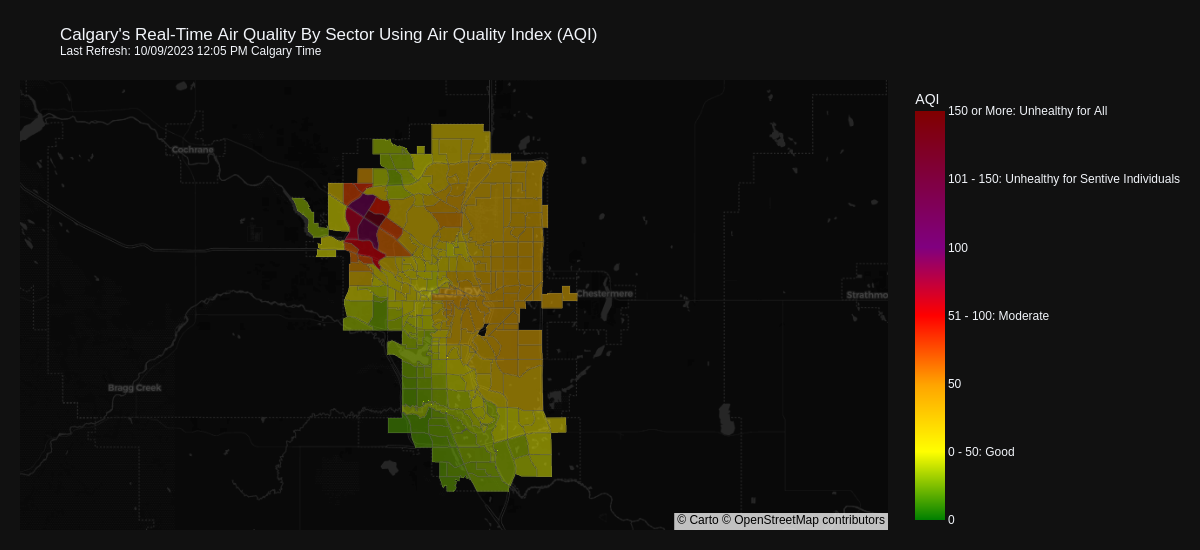 Calgary's Real-Time Air Quality By Sector Using Air Quality Index (AQI)
Last Refresh: 10/09/2023 12:05 PM Calgary Time
AQI
150 or More: Unhealthy for All
Cochrane
101 - 150: Unhealthy for Sentive Individuals
100
CALGARY
Chestermere
Strathmo
51 - 100: Moderate
50
Bragg Creek
0 - 50: Good
0
© Carto © OpenStreetMap contributors